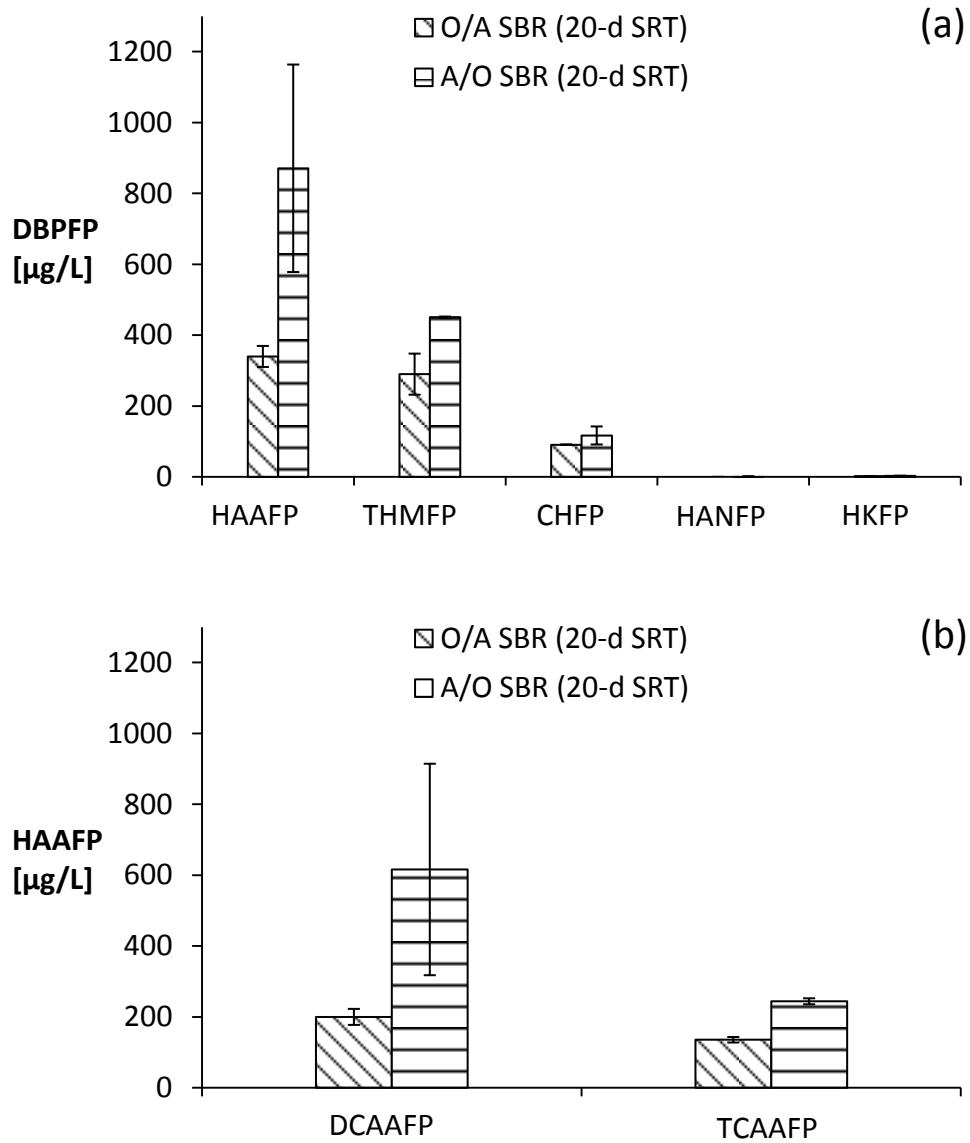 (a)
O/A SBR (20-d SRT)
A/O SBR (20-d SRT)
1200
1000
800
600
400
200
0
DBPFP
[µg/L]
HAAFP THMFP CHFP HANFP HKFP
(b)
O/A SBR (20-d SRT)
A/O SBR (20-d SRT)
1200
1000
800
600
400
200
0
HAAFP
[µg/L]
DCAAFP TCAAFP